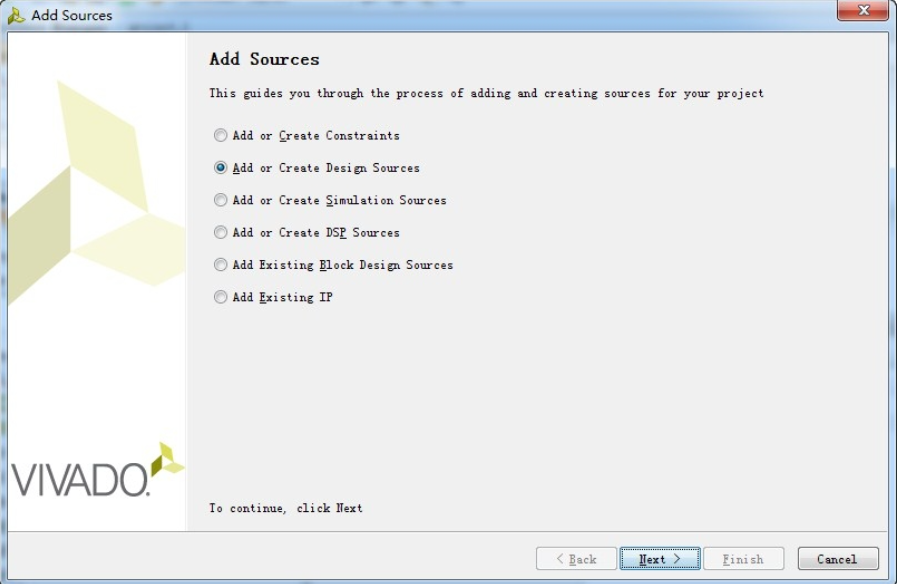 Add Sources
Add Sources
This guides you through the process of adding and creating sources for your project
Add or Create Constraints
Add or Create Design Sources
Add or Create Simulation Sources
Add or Create DSP Sources
Add Existing Block Design Sources
Add Existing IP
VIVADO.
To continue, click Next
< Back
Next >
Finish
Cancel